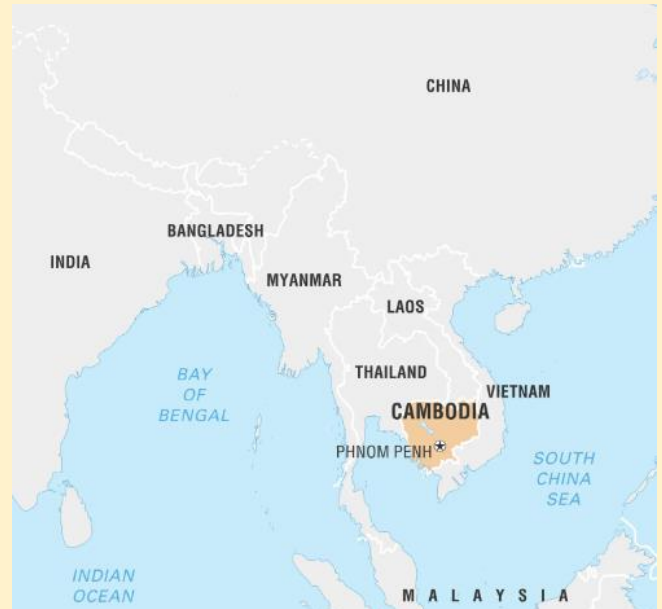 CHINA
BANGLADESH
INDIA
MYANMAR
LAOS
THAILAND
BAY
OF
BENGAL
VIETNAM
CAMBODIA
PHNOM PENH
SOUTH
CHINA
SEA
INDIAN
OCEAN
MALAYSIA